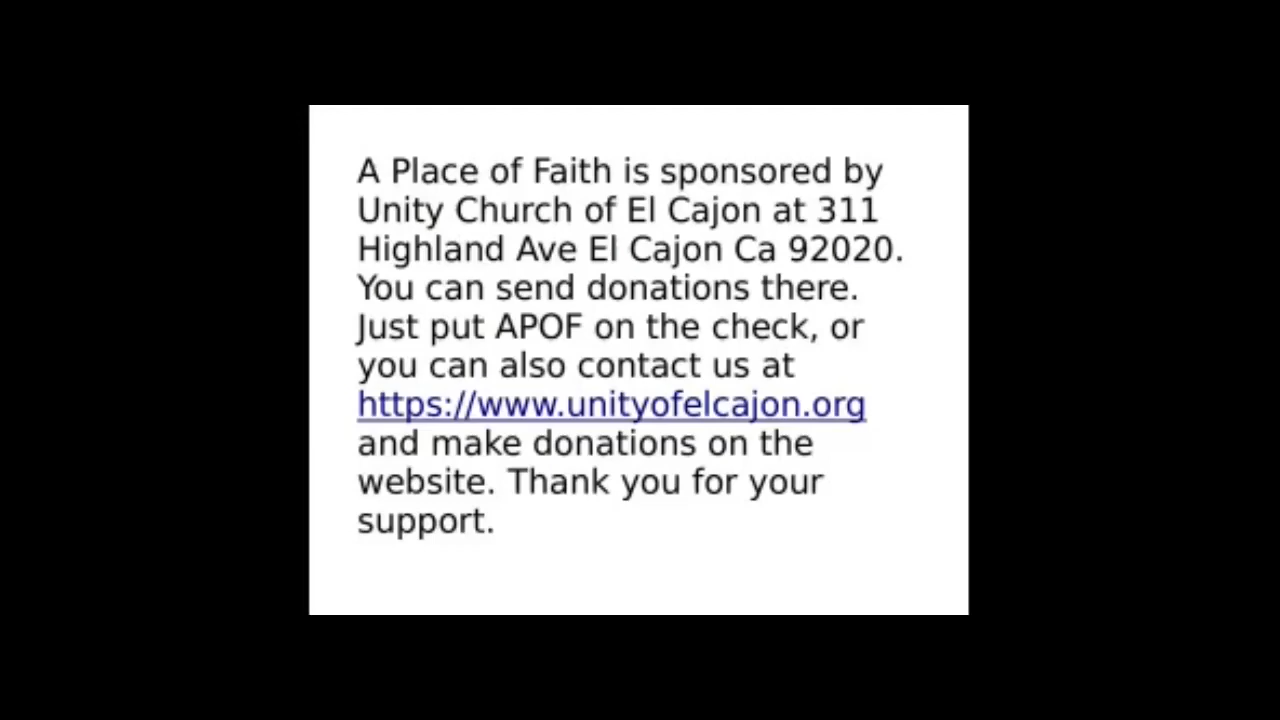 A Place of Faith is sponsored by
Unity Church of El Cajon at 311
Highland Ave El Cajon Ca 92020.
You can send donations there.
Just put APOF on the check, or
you can also contact us at
https://www.unityofelcajon.org
and make donations on the
website. Thank you for your
support.